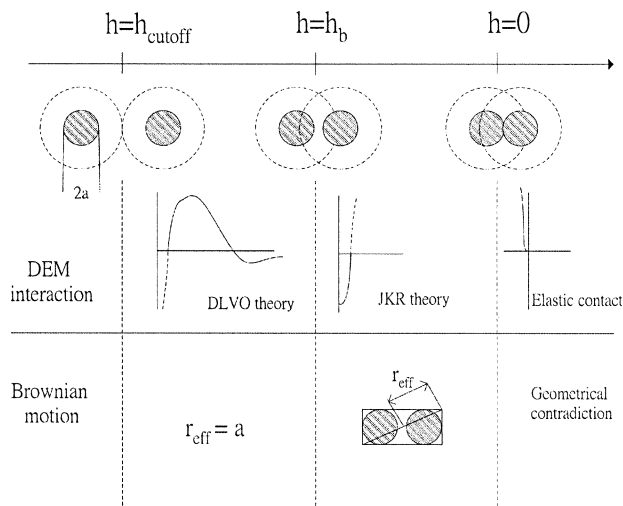 h=h_cutoff
h=h_b
h=0
2a
DEM
interaction
DLVO theory
JKR theory
Elastic contact
Brownian
motion
r_eff = a
r_eff
Geometrical
contradiction